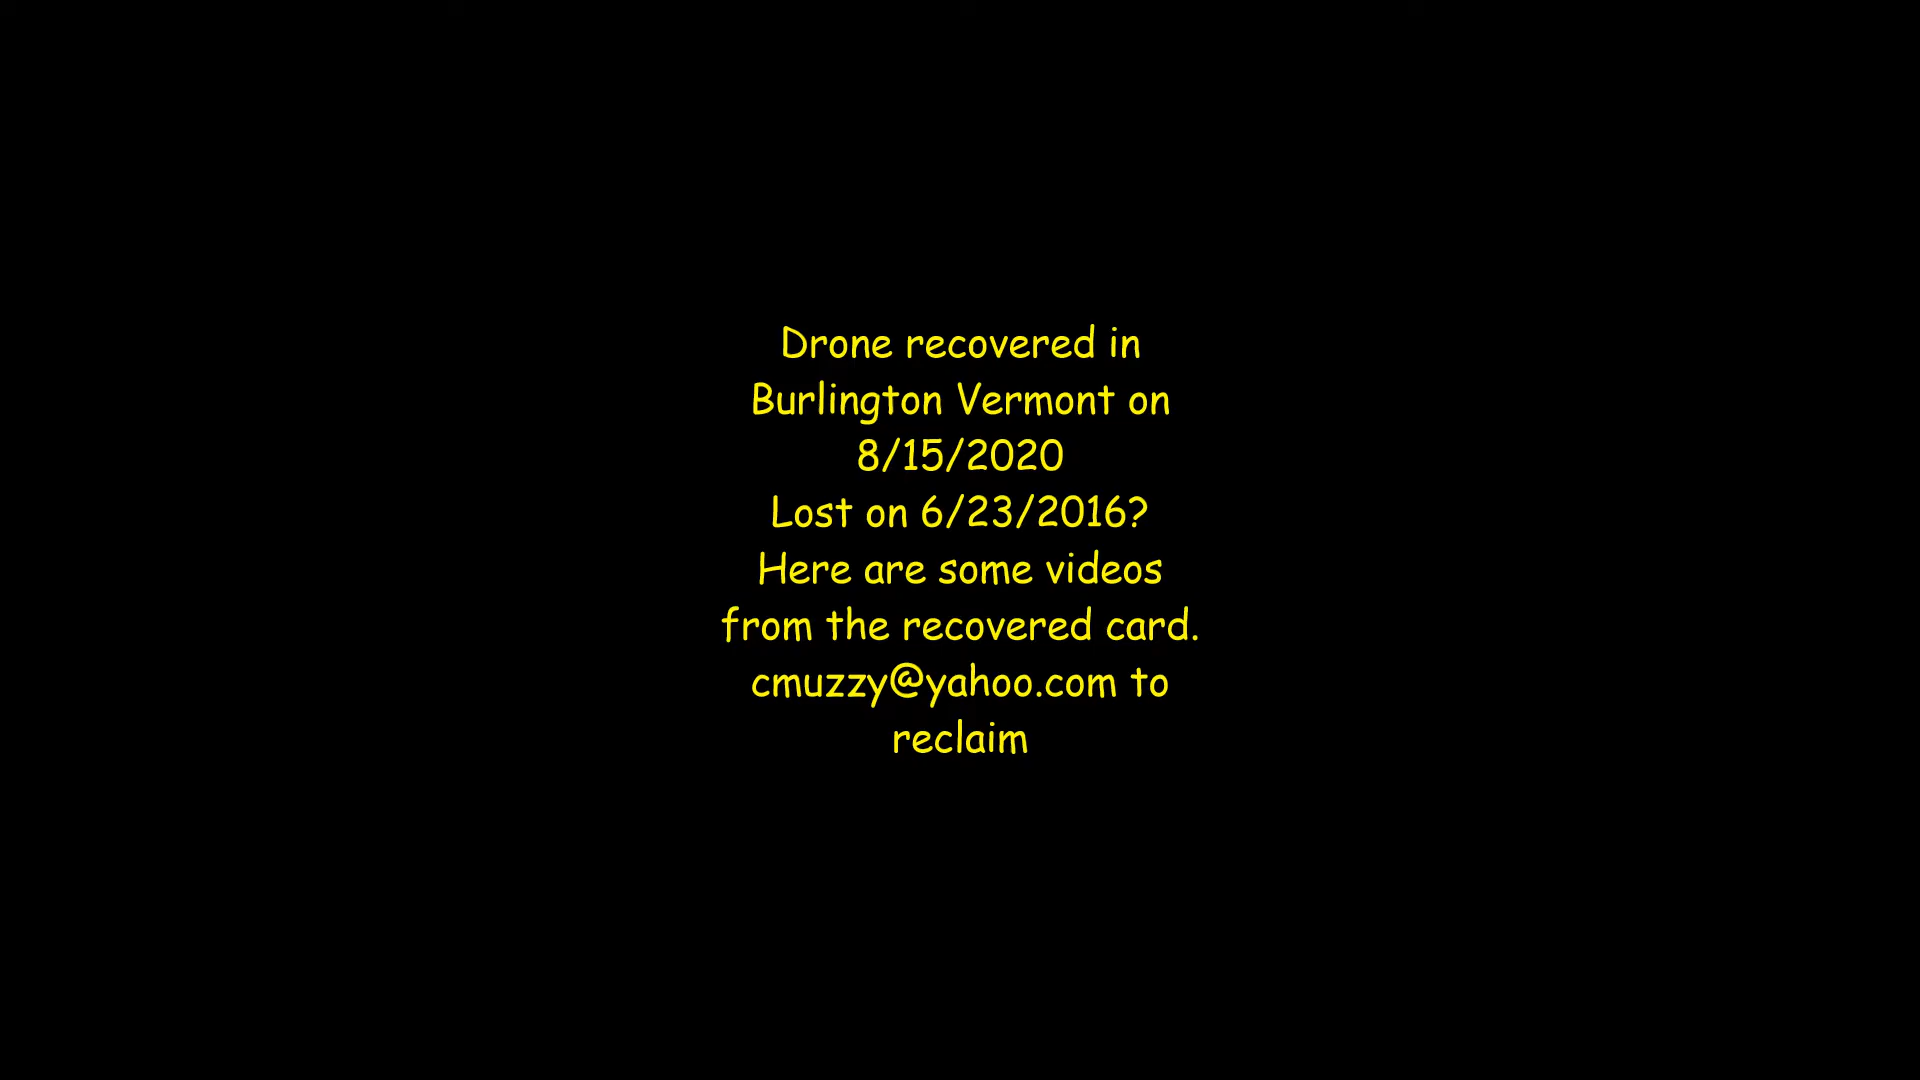 Drone recovered in
Burlington Vermont on
8/15/2020
Lost on 6/23/2016?
Here are some videos
from the recovered card.
cmuzzy@yahoo.com to
reclaim